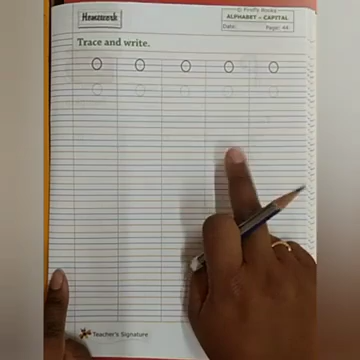 Homework
© Firefly Books
ALPHABET – CAPITAL
Date:
Page: 44
Trace and write.
O O O O O
O O O O O
Teacher's Signature